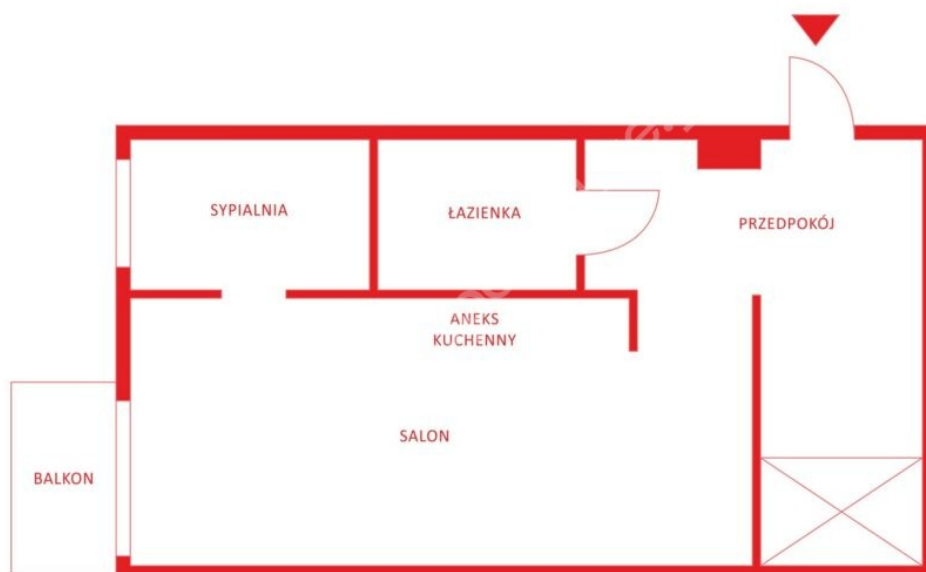 SYPIALNIA
ŁAZIENKA
PRZEDPOKÓJ
ANEKS
KUCHENNY
SALON
BALKON